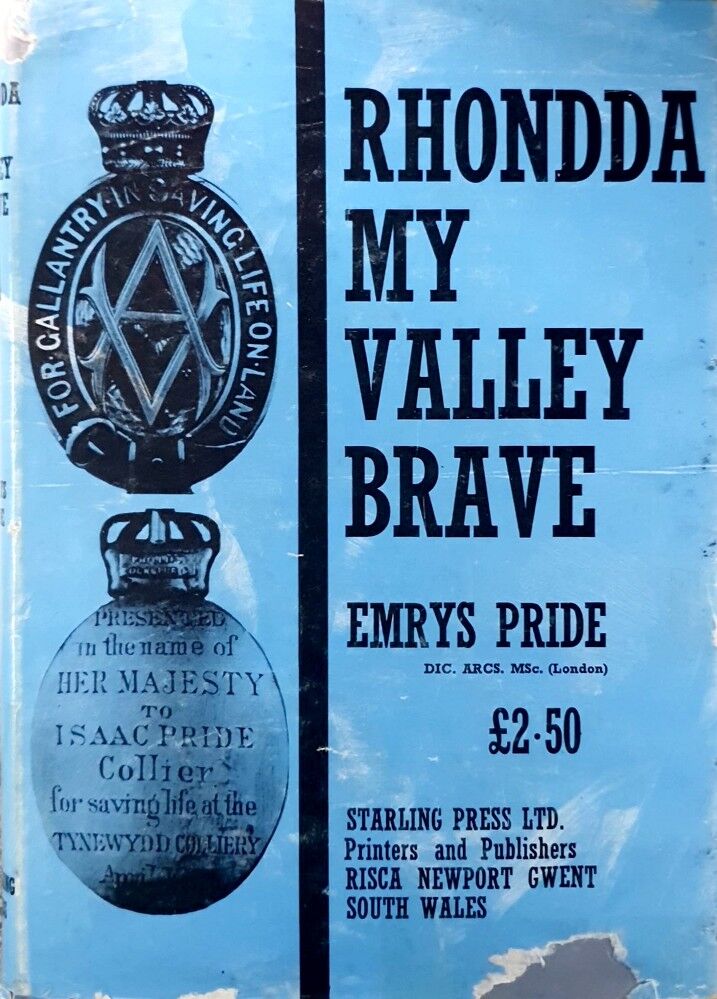 RHONDDA
MY
VALLEY
BRAVE
EMRYS PRIDE
DIC. ARCS. MSc. (London)
£2·50
STARLING PRESS LTD.
Printers and Publishers
RISCA NEWPORT GWENT
SOUTH WALES
FOR·GALLANTRY·IN·SAVING·LIFE·ON·LAND
PRESENTED
in the name of
HER MAJESTY
TO
ISAAC PRIDE
Collier
for saving life at the
TYNEWYDD COLLIERY
April